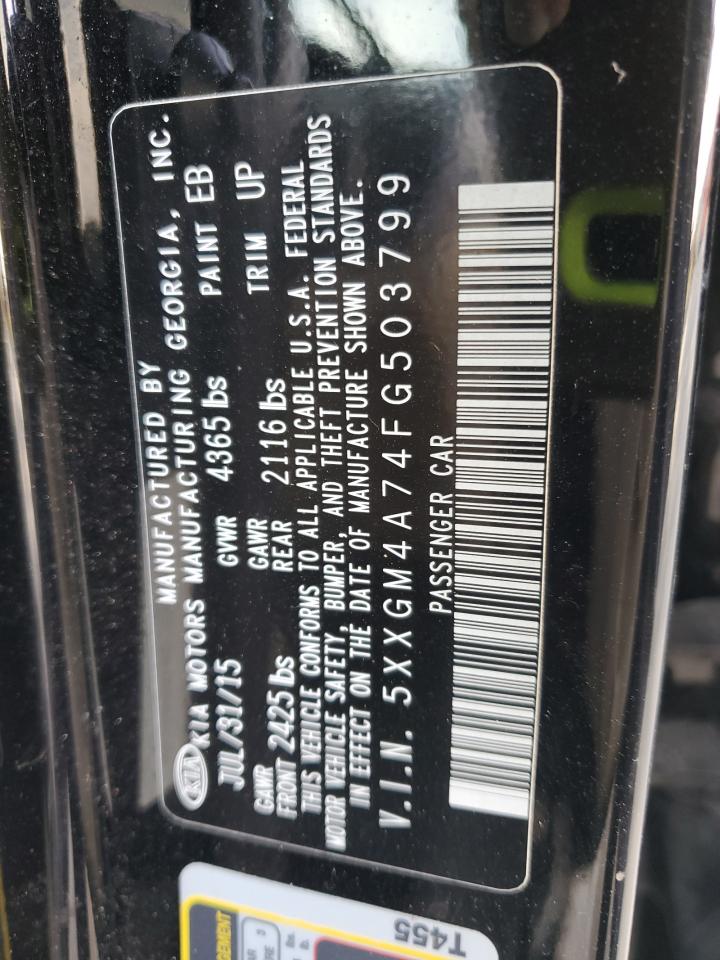 MANUFACTURED BY
KIA KIA MOTORS MANUFACTURING GEORGIA, INC.
JUL/31/15 GVWR 4365 lbs PAINT EB
GAWR FRONT 2425 lbs GAWR REAR 2116 lbs TRIM UP
THIS VEHICLE CONFORMS TO ALL APPLICABLE U.S.A. FEDERAL
MOTOR VEHICLE SAFETY, BUMPER, AND THEFT PREVENTION STANDARDS
IN EFFECT ON THE DATE OF MANUFACTURE SHOWN ABOVE.
V.I.N. 5XXGM4A74FG503799
PASSENGER CAR
T455